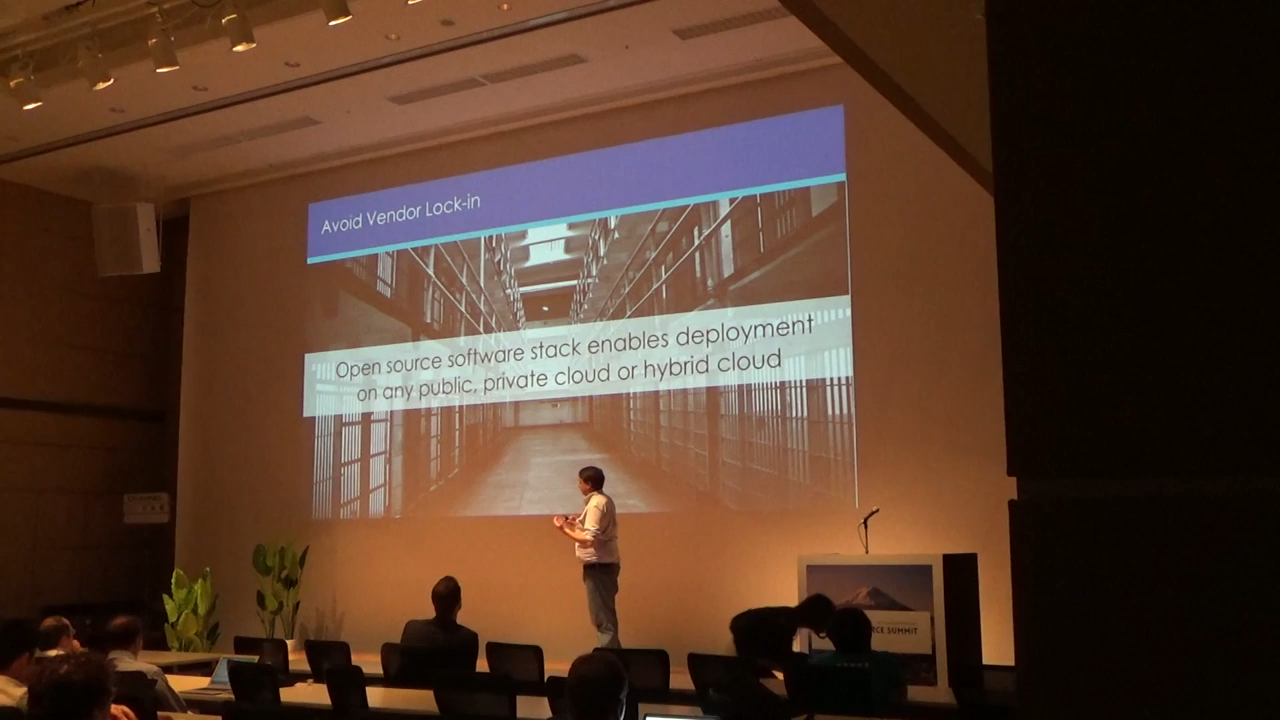 Avoid Vendor Lock-in
Open source software stack enables deployment
on any public, private cloud or hybrid cloud
RCE SUMMIT